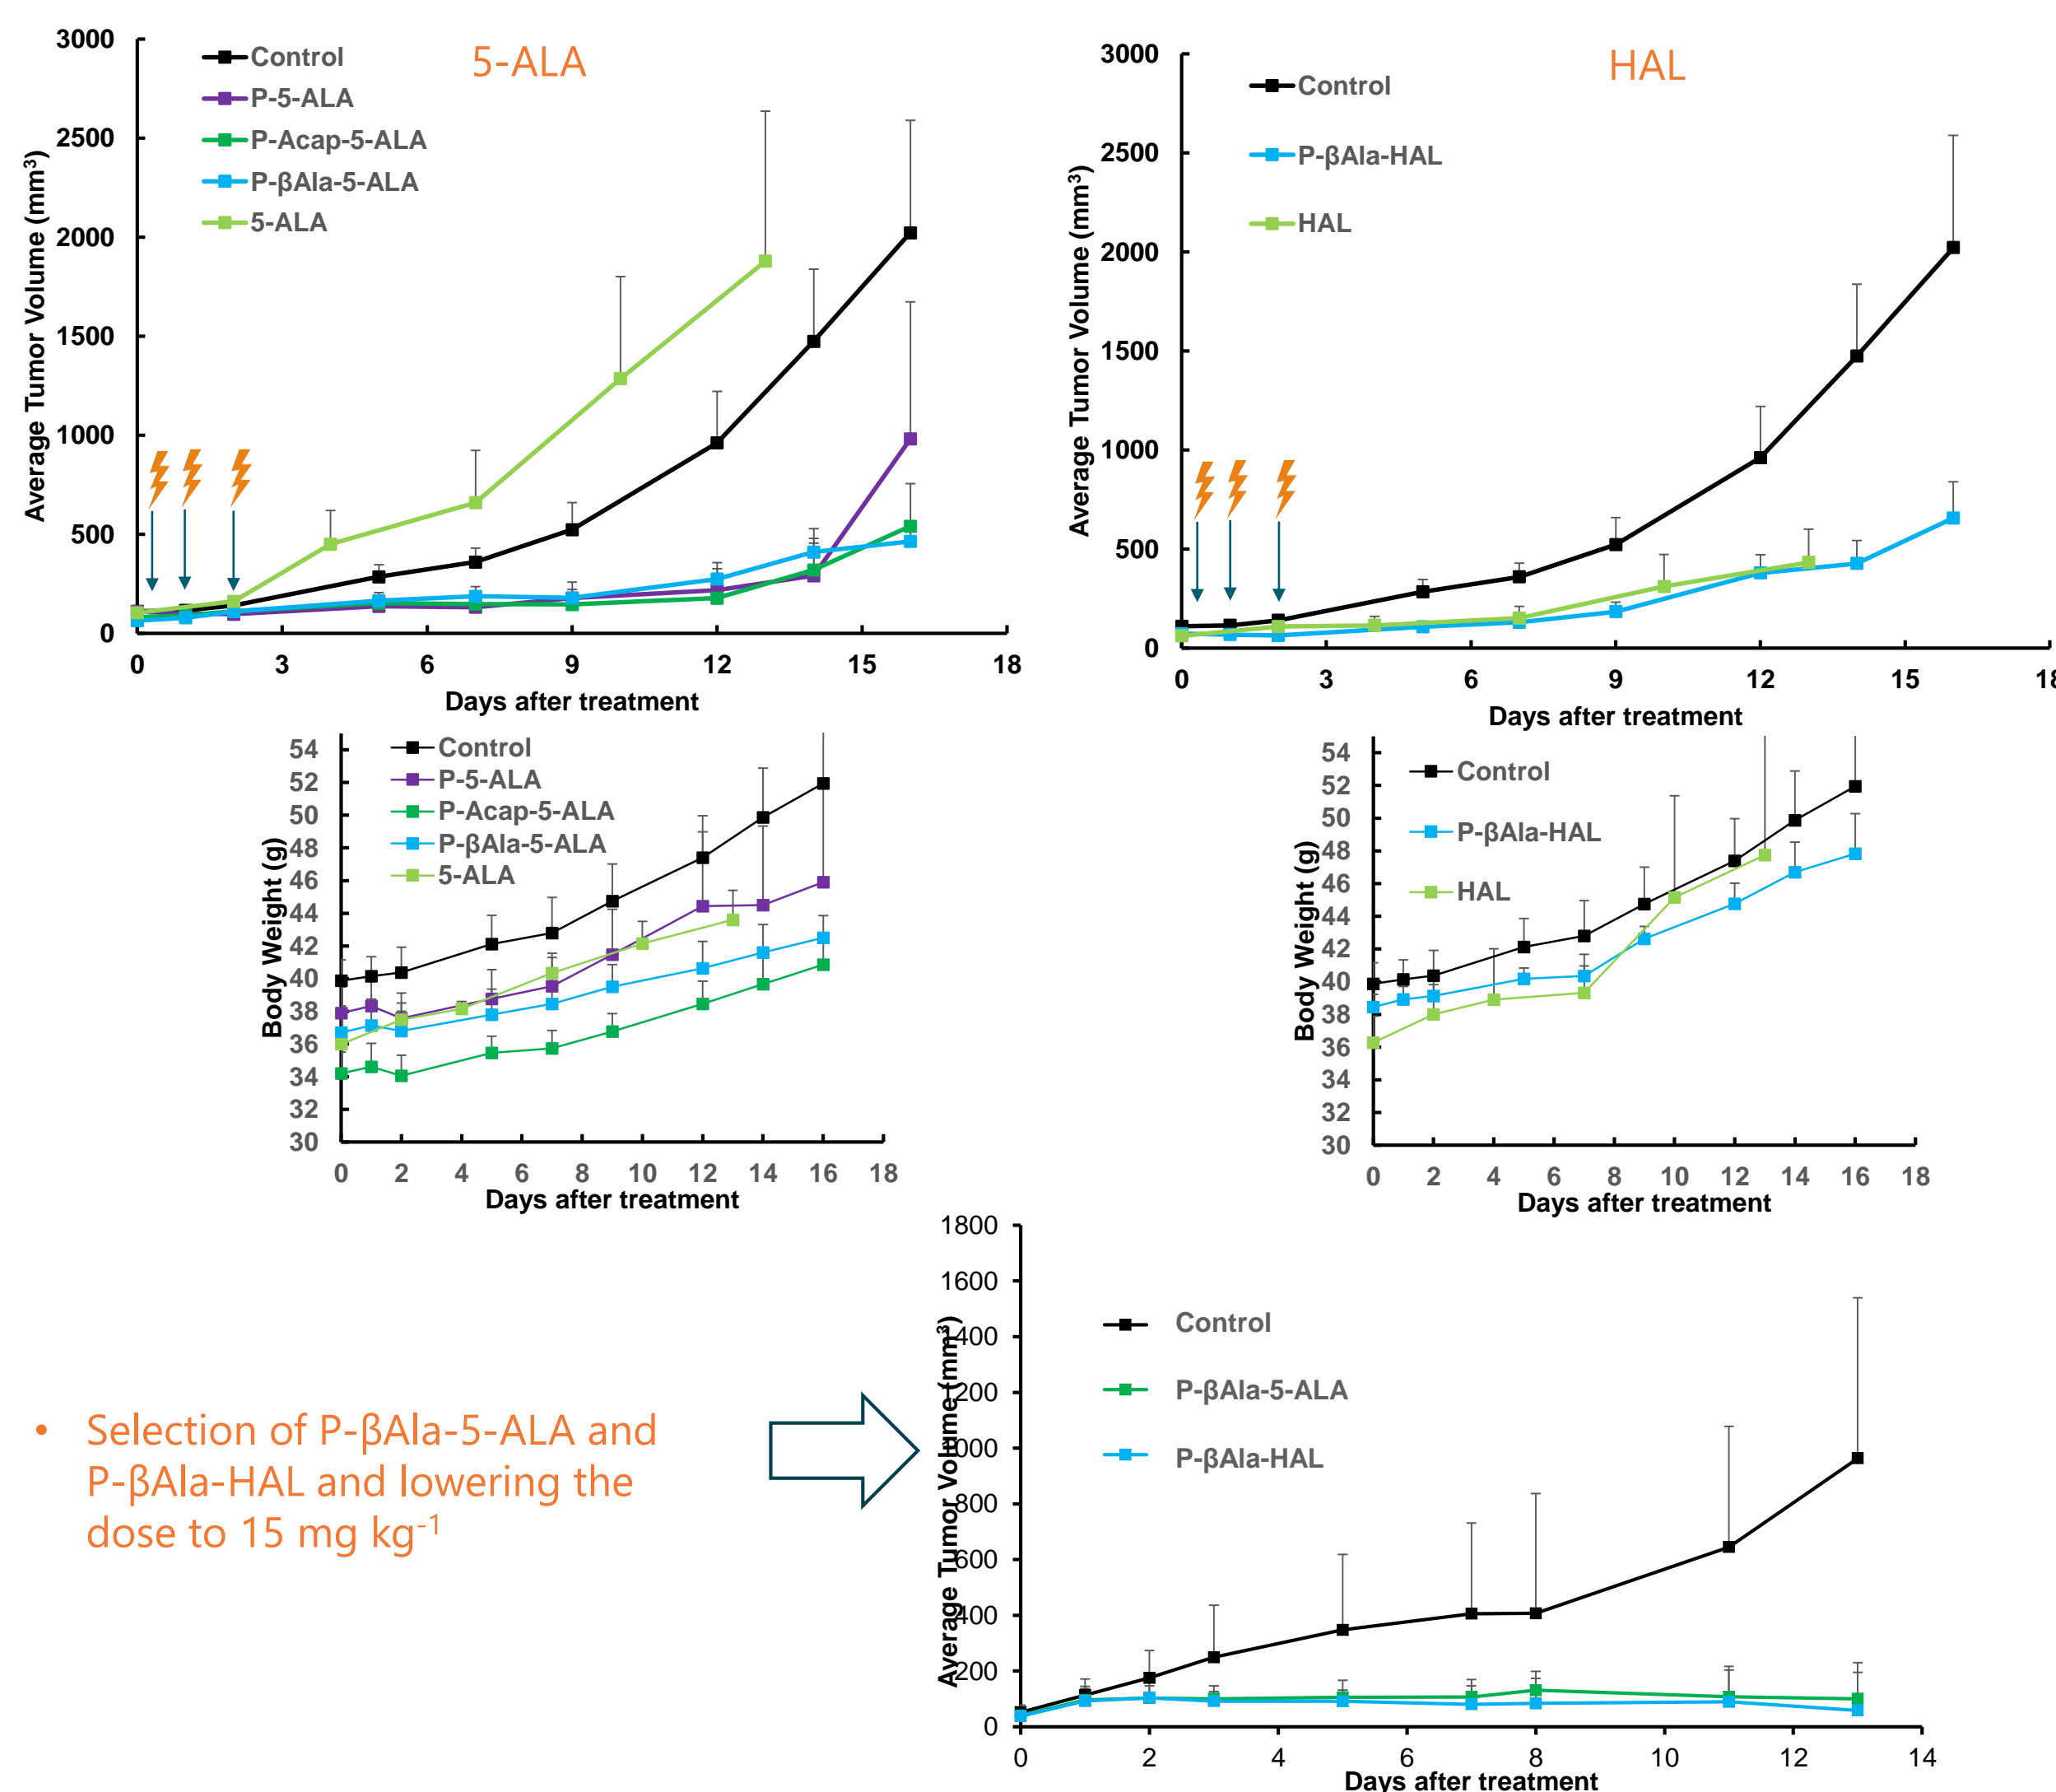 5-ALA
3000
2500
2000
1500
1000
500
0
Average Tumor Volume (mm³)
Control
P-5-ALA
P-Acap-5-ALA
P-βAla-5-ALA
5-ALA
0 3 6 9 12 15 18
Days after treatment
HAL
3000
2500
2000
1500
1000
500
0
Average Tumor Volume (mm³)
Control
P-βAla-HAL
HAL
0 3 6 9 12 15 18
Days after treatment
54
52
50
48
46
44
42
40
38
36
34
32
30
Body Weight (g)
Control
P-5-ALA
P-Acap-5-ALA
P-βAla-5-ALA
5-ALA
0 2 4 6 8 10 12 14 16 18
Days after treatment
54
52
50
48
46
44
42
40
38
36
34
32
30
Body Weight (g)
Control
P-βAla-HAL
HAL
0 2 4 6 8 10 12 14 16 18
Days after treatment
• Selection of P-βAla-5-ALA and
P-βAla-HAL and lowering the
dose to 15 mg kg⁻¹
1800
1600
1400
1200
1000
800
600
400
200
0
Average Tumor Volume (mm³)
Control
P-βAla-5-ALA
P-βAla-HAL
0 2 4 6 8 10 12 14
Days after treatment